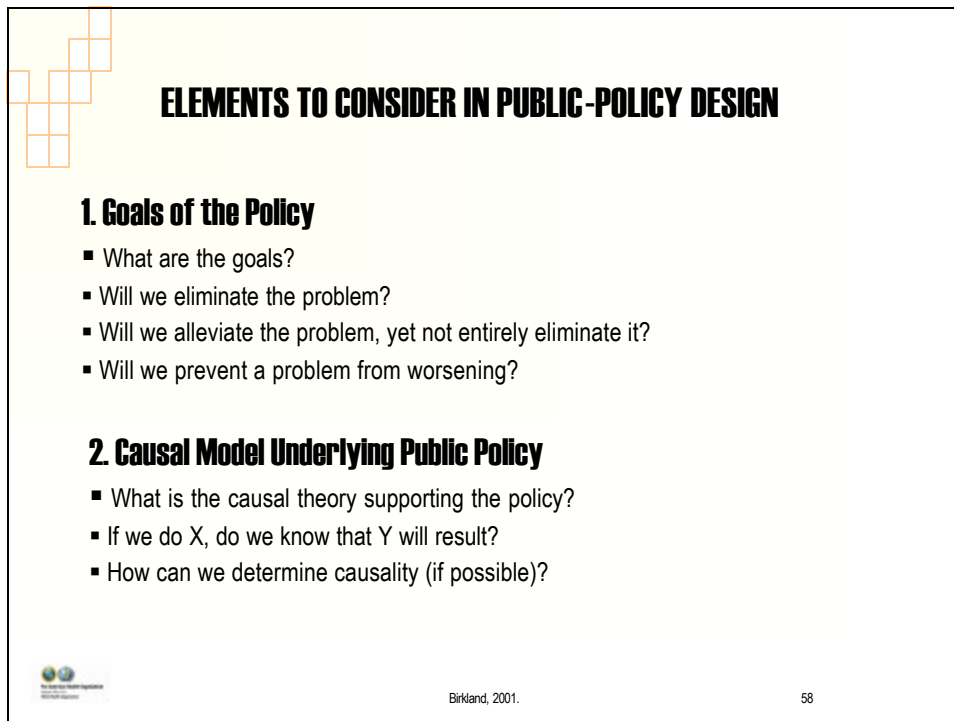 ELEMENTS TO CONSIDER IN PUBLIC-POLICY DESIGN
1. Goals of the Policy
▪ What are the goals?
▪ Will we eliminate the problem?
▪ Will we alleviate the problem, yet not entirely eliminate it?
▪ Will we prevent a problem from worsening?
2. Causal Model Underlying Public Policy
▪ What is the causal theory supporting the policy?
▪ If we do X, do we know that Y will result?
▪ How can we determine causality (if possible)?
Birkland, 2001.
58